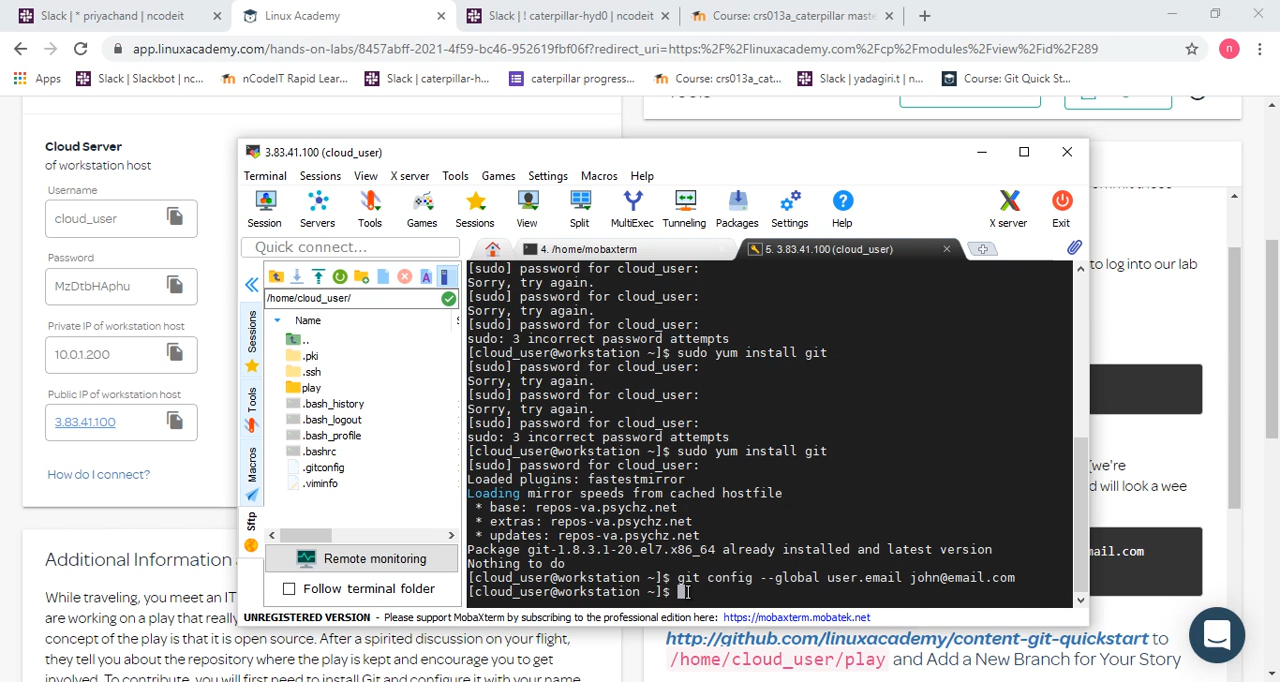 Slack | * priyachand | ncodeit
Linux Academy
Slack | ! caterpillar-hyd0 | ncodeit
Course: crs013a_caterpillar maste
app.linuxacademy.com/hands-on-labs/8457abff-2021-4f59-bc46-952619fbf06f?redirect_uri=https:%2F%2Flinuxacademy.com%2Fcp%2Fmodules%2Fview%2Fid%2F289
n
Apps
Slack | Slackbot | nc...
nCodeIT Rapid Lear...
Slack | caterpillar-h...
caterpillar progress...
Course: crs013a_cat...
Slack | yadagiri t | n...
Course: Git Quick St...
Cloud Server
of workstation host
Username
cloud_user
Password
MzDtbHAphu
Private IP of workstation host
10.0.1.200
Public IP of workstation host
3.83.41.100
How do I connect?
3.83.41.100 (cloud_user)
Terminal Sessions View X server Tools Games Settings Macros Help
Session Servers Tools Games Sessions View Split MultiExec Tunneling Packages Settings Help X server Exit
Quick connect...
4. /home/mobaxterm
5. 3.83.41.100 (cloud_user)
/home/cloud_user/
Name
..
.pki
.ssh
play
.bash_history
.bash_logout
.bash_profile
.bashrc
.gitconfig
.viminfo
Sessions
Tools
Macros
Sftp
Remote monitoring
Follow terminal folder
[sudo] password for cloud_user:
Sorry, try again.
[sudo] password for cloud_user:
Sorry, try again.
[sudo] password for cloud_user:
sudo: 3 incorrect password attempts
[cloud_user@workstation ~]$ sudo yum install git
[sudo] password for cloud_user:
Sorry, try again.
[sudo] password for cloud_user:
Sorry, try again.
[sudo] password for cloud_user:
sudo: 3 incorrect password attempts
[cloud_user@workstation ~]$ sudo yum install git
[sudo] password for cloud_user:
Loaded plugins: fastestmirror
Loading mirror speeds from cached hostfile
* base: repos-va.psychz.net
* extras: repos-va.psychz.net
* updates: repos-va.psychz.net
Package git-1.8.3.1-20.el7.x86_64 already installed and latest version
Nothing to do
[cloud_user@workstation ~]$ git config --global user.email john@email.com
[cloud_user@workstation ~]$
UNREGISTERED VERSION - Please support MobaXterm by subscribing to the professional edition here: https://mobaxterm.mobatek.net
to log into our lab
(we're
d will look a wee
mail.com
Additional Information a
While traveling, you meet an IT
are working on a play that really
concept of the play is that it is open source. After a spirited discussion on your flight,
they tell you about the repository where the play is kept and encourage you to get
involved. To contribute, you will first need to install Git and configure it with your name
http://github.com/linuxacademy/content-git-quickstart to
/home/cloud_user/play and Add a New Branch for Your Story